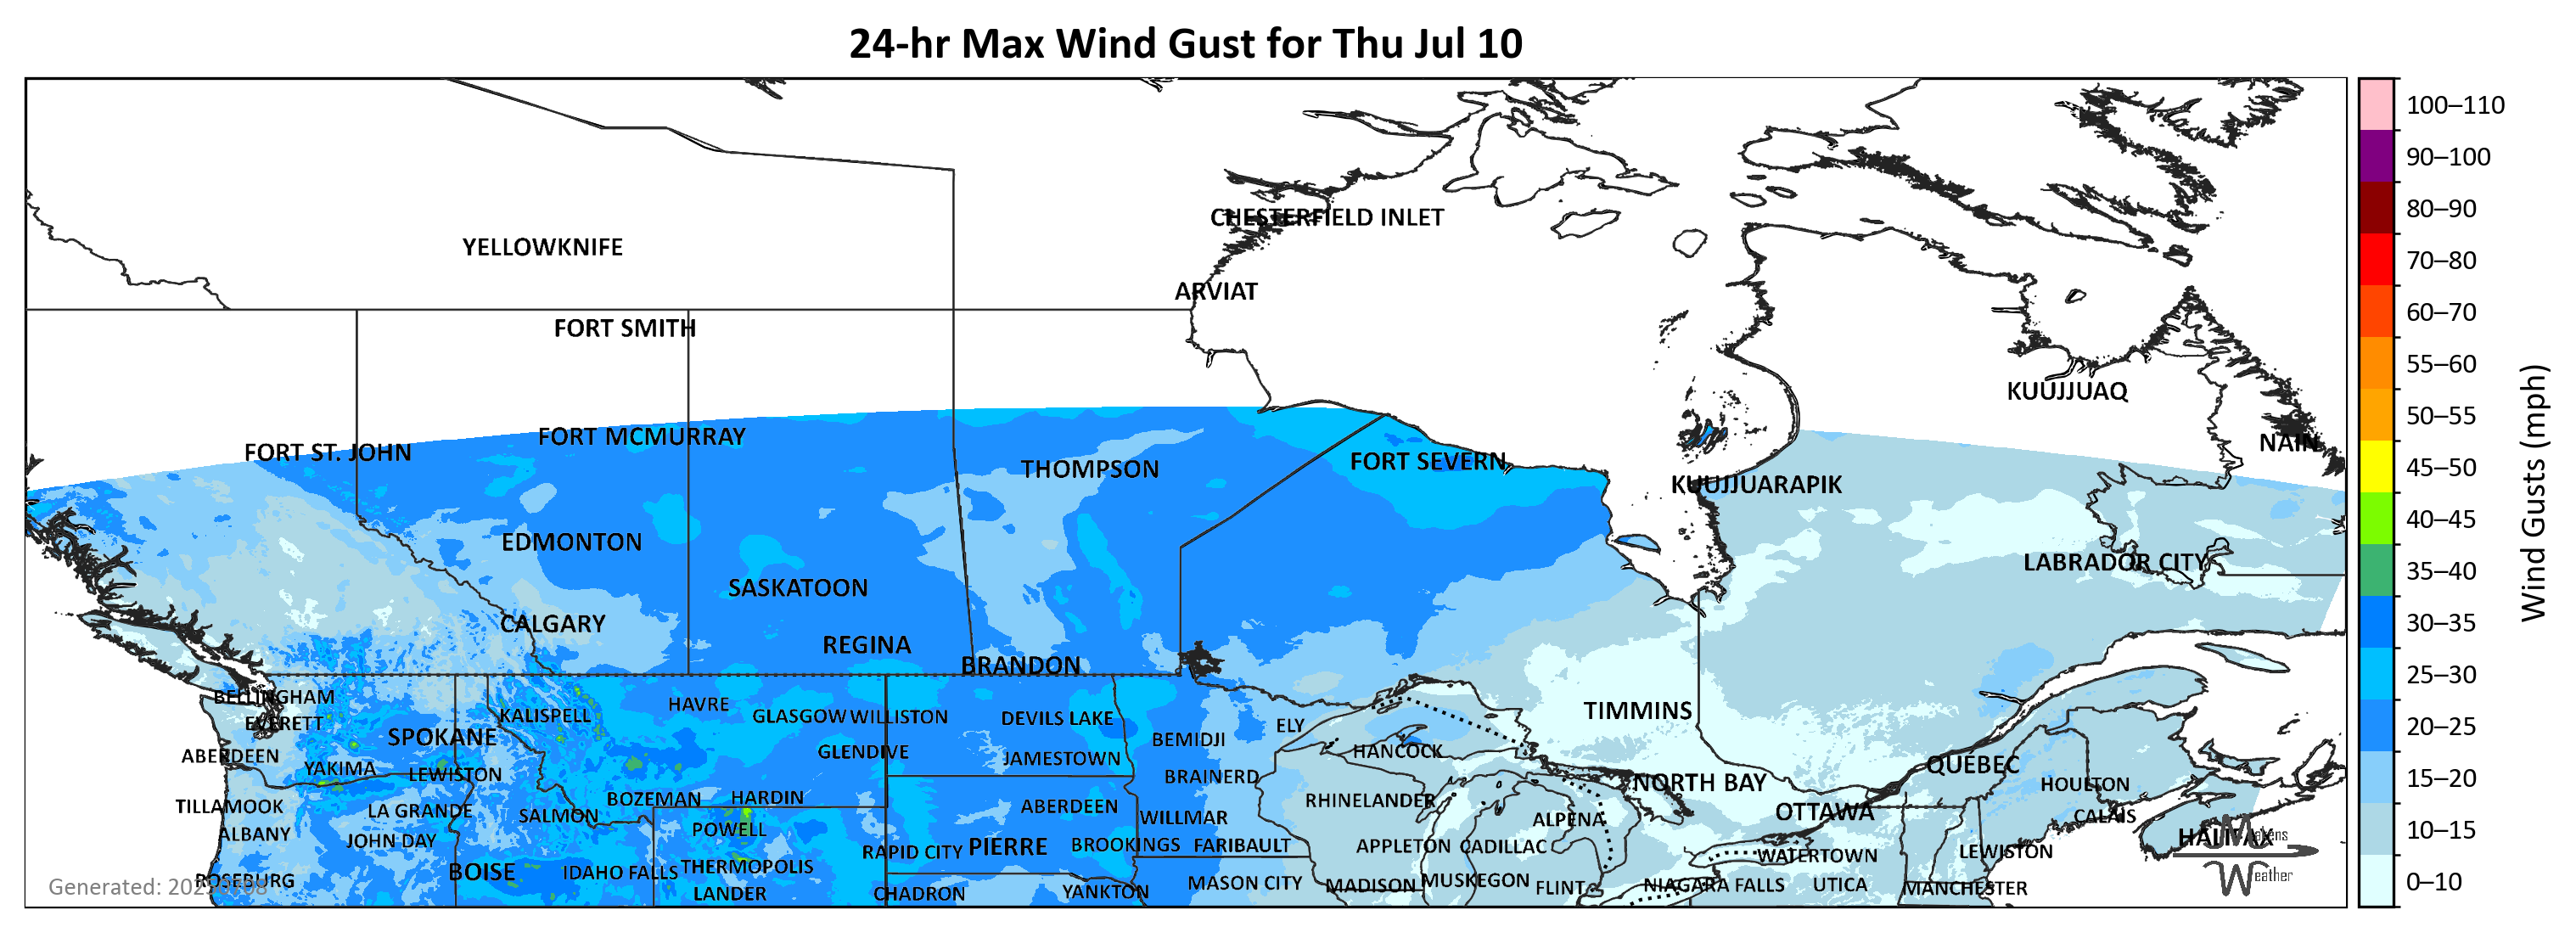 24-hr Max Wind Gust for Thu Jul 10
100–110
90–100
80–90
70–80
60–70
55–60
50–55
45–50
40–45
35–40
30–35
25–30
20–25
15–20
10–15
0–10
Wind Gusts (mph)
CHESTERFIELD INLET
YELLOWKNIFE
ARVIAT
FORT SMITH
KUUJJUAQ
FORT MCMURRAY
NAIN
FORT ST. JOHN
FORT SEVERN
THOMPSON
KUUJJUARAPIK
EDMONTON
LABRADOR CITY
SASKATOON
CALGARY
REGINA
BRANDON
BELLINGHAM
HAVRE
TIMMINS
KALISPELL
GLASGOW
WILLISTON
DEVILS LAKE
EVERETT
ELY
SPOKANE
BEMIDJI
HANCOCK
GLENDIVE
ABERDEEN
JAMESTOWN
QUÉBEC
YAKIMA
LEWISTON
BRAINERD
NORTH BAY
HOULTON
BOZEMAN
HARDIN
RHINELANDER
TILLAMOOK
ABERDEEN
LA GRANDE
OTTAWA
SALMON
WILLMAR
CALAIS
ALPENA
POWELL
ALBANY
HALIFAX
Makens
JOHN DAY
BROOKINGS
FARIBAULT
APPLETON
CADILLAC
PIERRE
RAPID CITY
LEWISTON
WATERTOWN
THERMOPOLIS
BOISE
IDAHO FALLS
Weather
ROSEBURG
MASON CITY
MUSKEGON
MADISON
NIAGARA FALLS
UTICA
FLINT
MANCHESTER
LANDER
CHADRON
YANKTON
Generated: